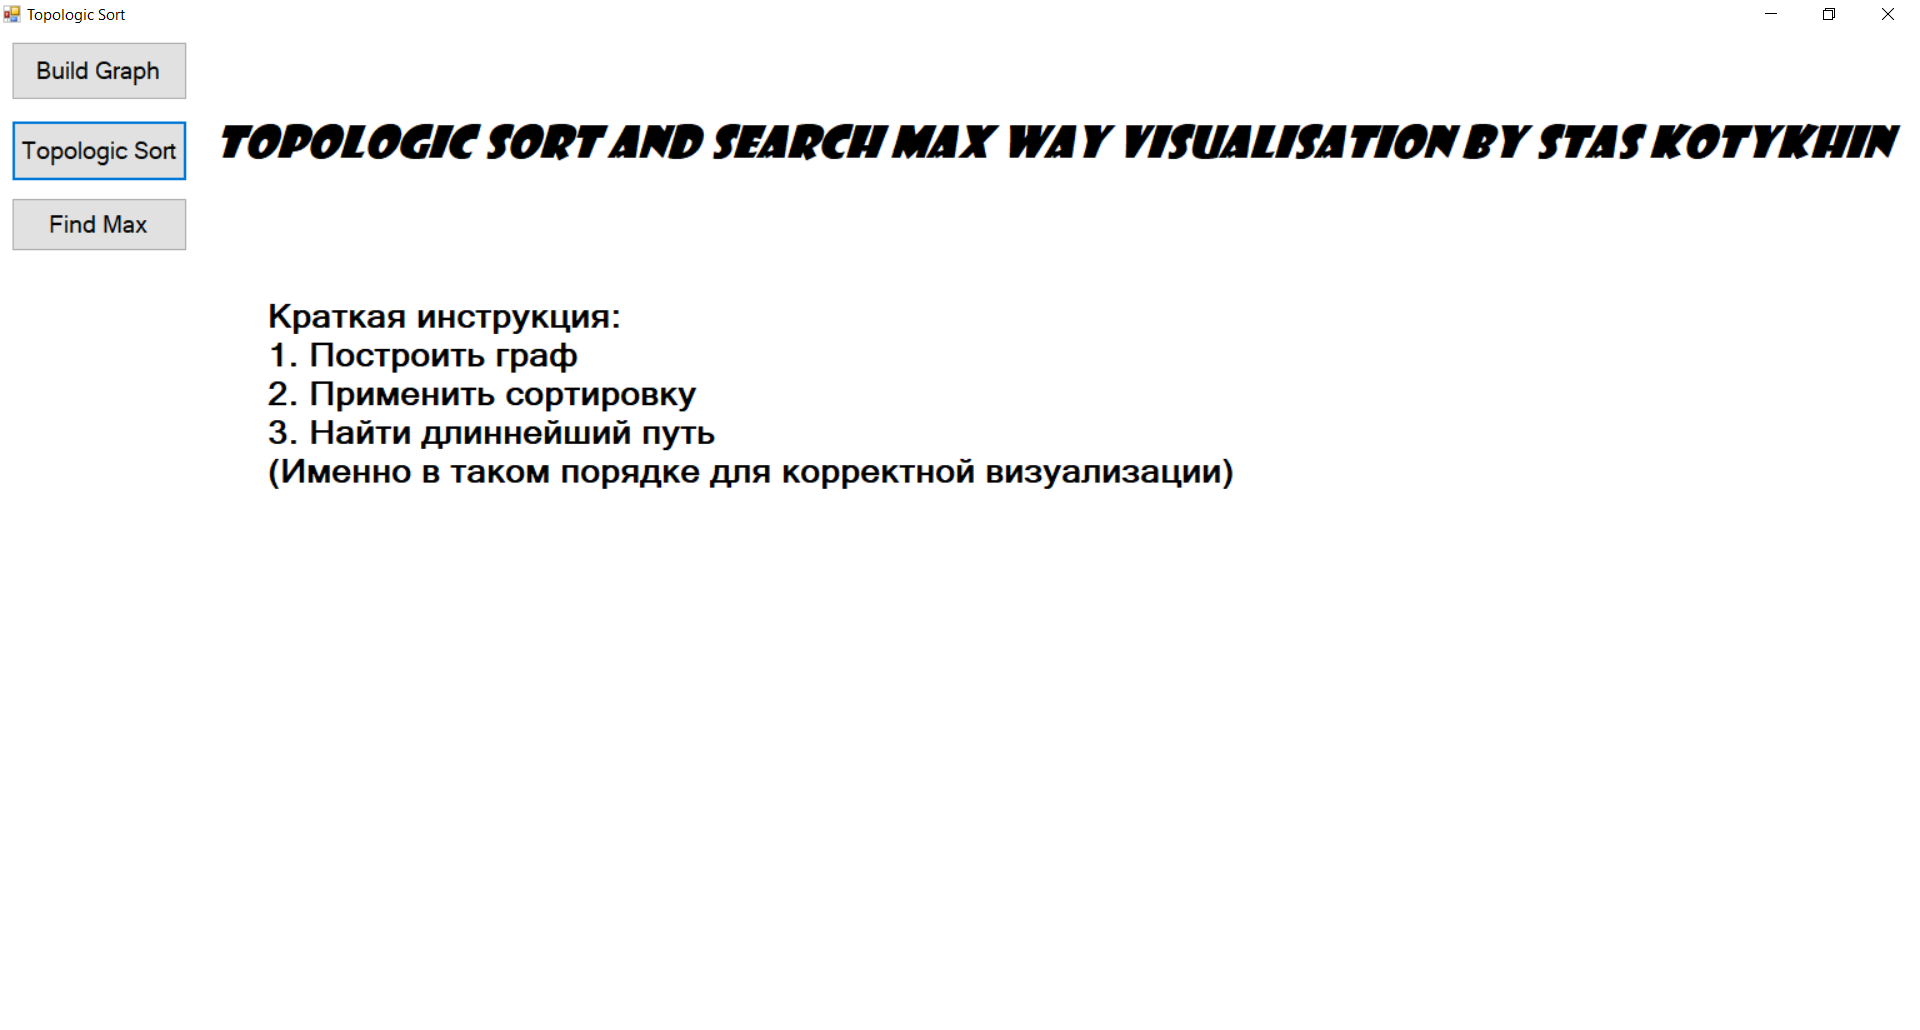 Topologic Sort
Build Graph
Topologic Sort
TOPOLOGIC SORT AND SEARCH MAX WAY VISUALISATION BY STAS KOTYKHIN
Find Max
Краткая инструкция:
1. Построить граф
2. Применить сортировку
3. Найти длиннейший путь
(Именно в таком порядке для корректной визуализации)